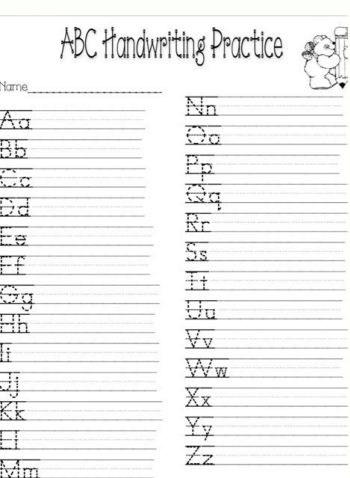 ABC Handwriting Practice
Name
Aa
Bb
Cc
Dd
Ee
Ff
Gg
Hh
Ii
Jj
Kk
Ll
Mm
Nn
Oo
Pp
Qq
Rr
Ss
Tt
Uu
Vv
Ww
Xx
Yy
Zz